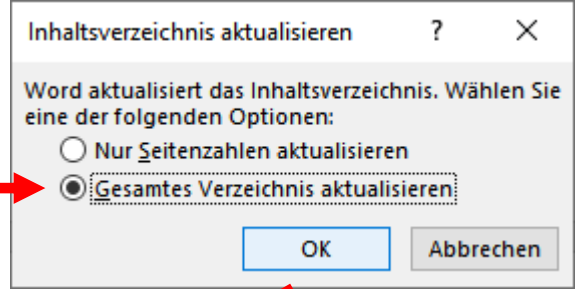 Inhaltsverzeichnis aktualisieren ? ×
Word aktualisiert das Inhaltsverzeichnis. Wählen Sie
eine der folgenden Optionen:
Nur Seitenzahlen aktualisieren
Gesamtes Verzeichnis aktualisieren
OK Abbrechen